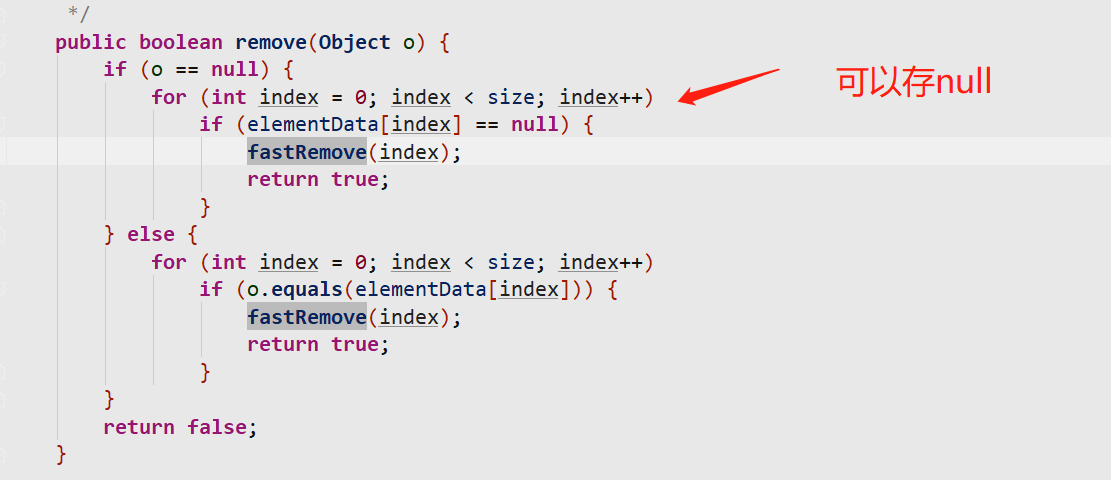 */
public boolean remove(Object o) {
if (o == null) {
for (int index = 0; index < size; index++)
可以存null
if (elementData[index] == null) {
fastRemove(index);
return true;
}
} else {
for (int index = 0; index < size; index++)
if (o.equals(elementData[index])) {
fastRemove(index);
return true;
}
}
return false;
}